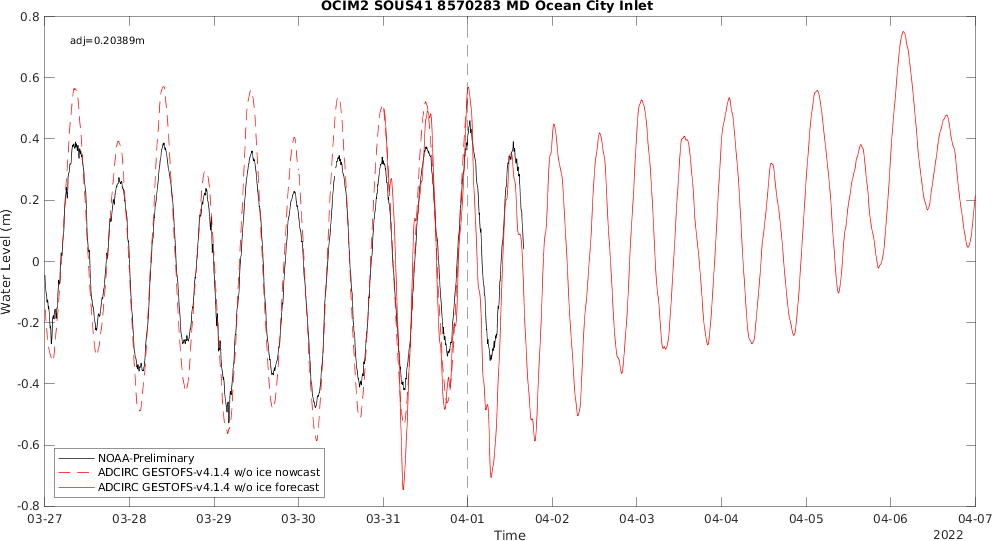 OCIM2 SOUS41 8570283 MD Ocean City Inlet
adj=0.20389m
Water Level (m)
0.8
0.6
0.4
0.2
0
-0.2
-0.4
-0.6
-0.8
NOAA-Preliminary
ADCIRC GESTOFS-v4.1.4 w/o ice nowcast
ADCIRC GESTOFS-v4.1.4 w/o ice forecast
03-27 03-28 03-29 03-30 03-31 04-01 04-02 04-03 04-04 04-05 04-06 04-07
Time
2022